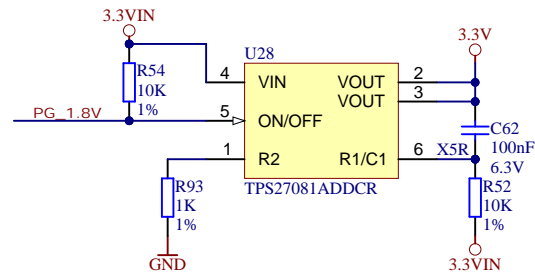 3.3VIN
3.3V
U28
R54
10K
1%
4
VIN
VOUT
2
VOUT
3
PG_1.8V
5
ON/OFF
C62
100nF
6.3V
1
R2
R1/C1
6
X5R
TPS27081ADDCR
R93
1K
1%
R52
10K
1%
GND
3.3VIN